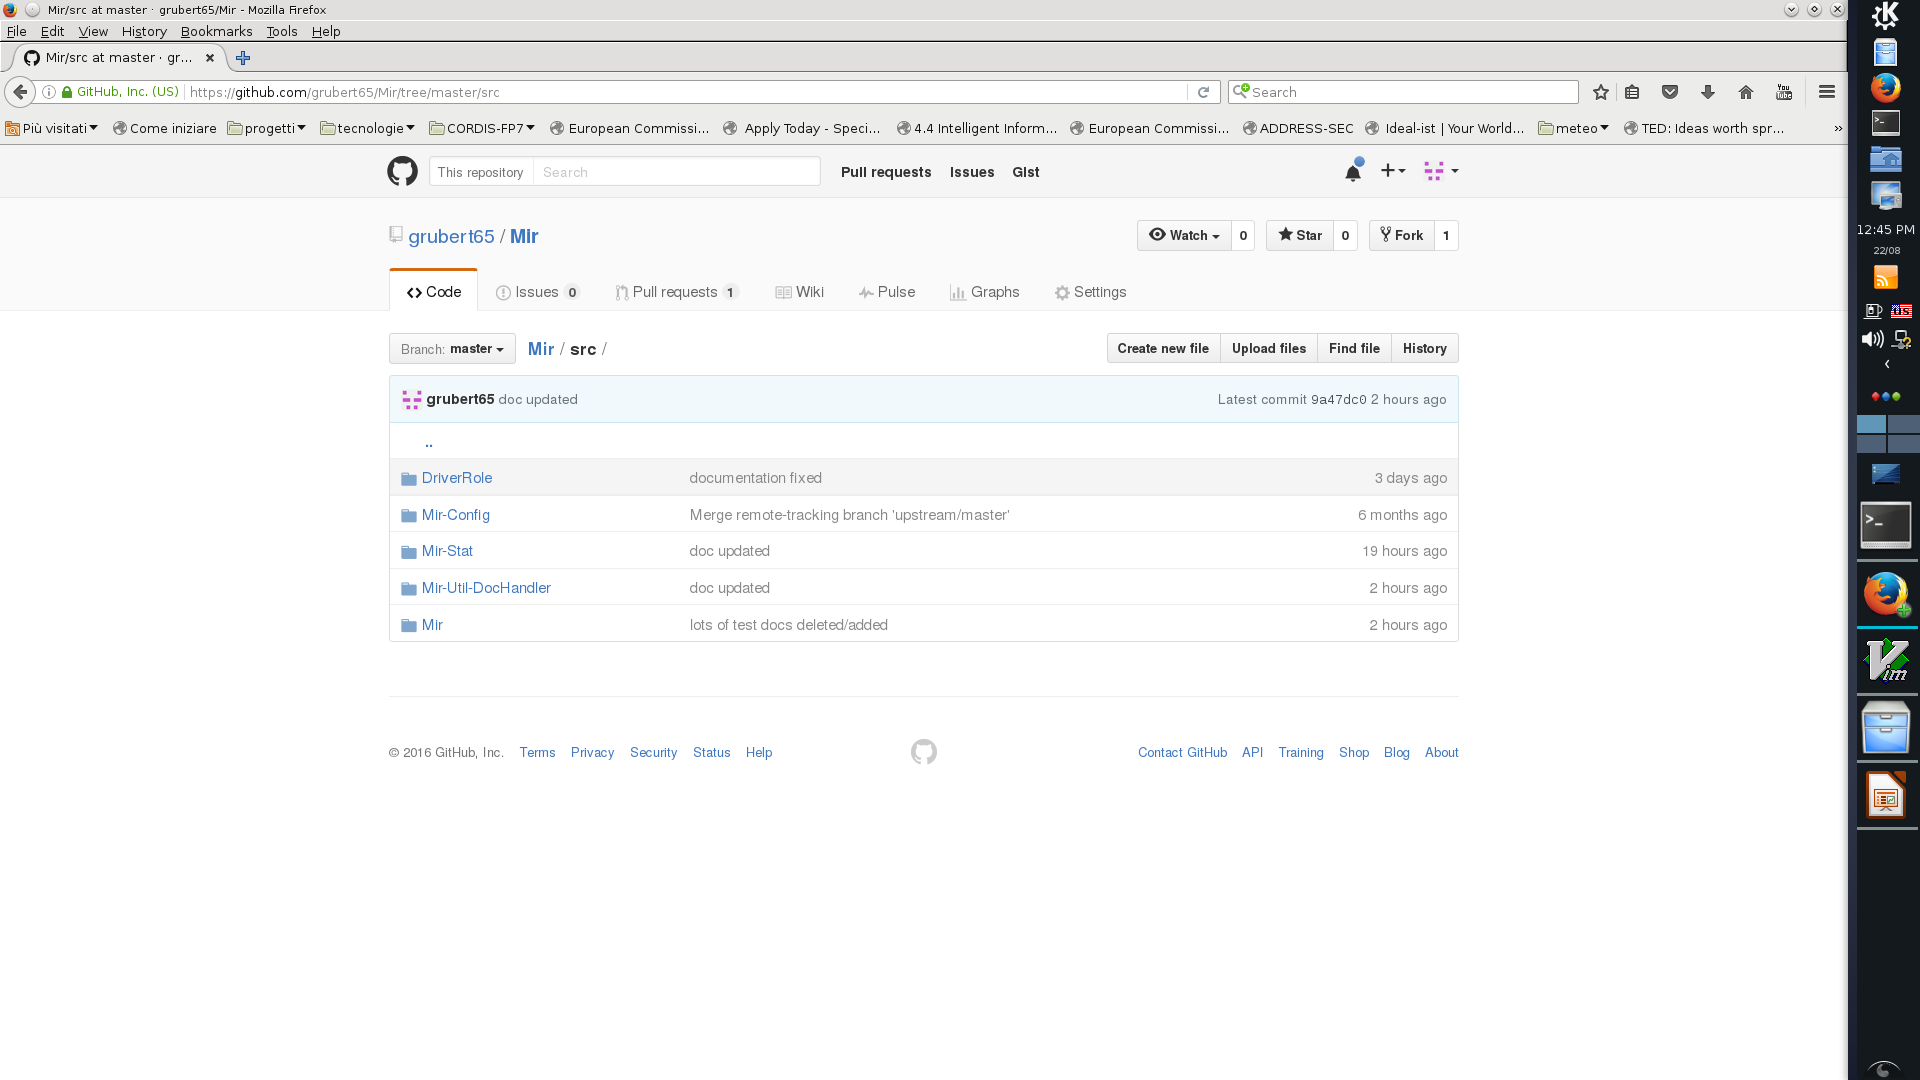 Mir/src at master · grubert65/Mir - Mozilla Firefox
File Edit View History Bookmarks Tools Help
Mir/src at master · gr...
GitHub, Inc. (US) https://github.com/grubert65/Mir/tree/master/src Search
Più visitati Come iniziare progetti tecnologie CORDIS-FP7 European Commissi... Apply Today - Speci... 4.4 Intelligent Inform... European Commissi... ADDRESS-SEC Ideal-ist | Your World... meteo TED: Ideas worth spr... »
This repository Search Pull requests Issues Gist
grubert65 / Mir Watch 0 Star 0 Fork 1
Code Issues 0 Pull requests 1 Wiki Pulse Graphs Settings
Branch: master Mir / src / Create new file Upload files Find file History
grubert65 doc updated Latest commit 9a47dc0 2 hours ago
..
DriverRole documentation fixed 3 days ago
Mir-Config Merge remote-tracking branch 'upstream/master' 6 months ago
Mir-Stat doc updated 19 hours ago
Mir-Util-DocHandler doc updated 2 hours ago
Mir lots of test docs deleted/added 2 hours ago
© 2016 GitHub, Inc. Terms Privacy Security Status Help Contact GitHub API Training Shop Blog About
You Tube
12:45 PM
22/08
US
Vim